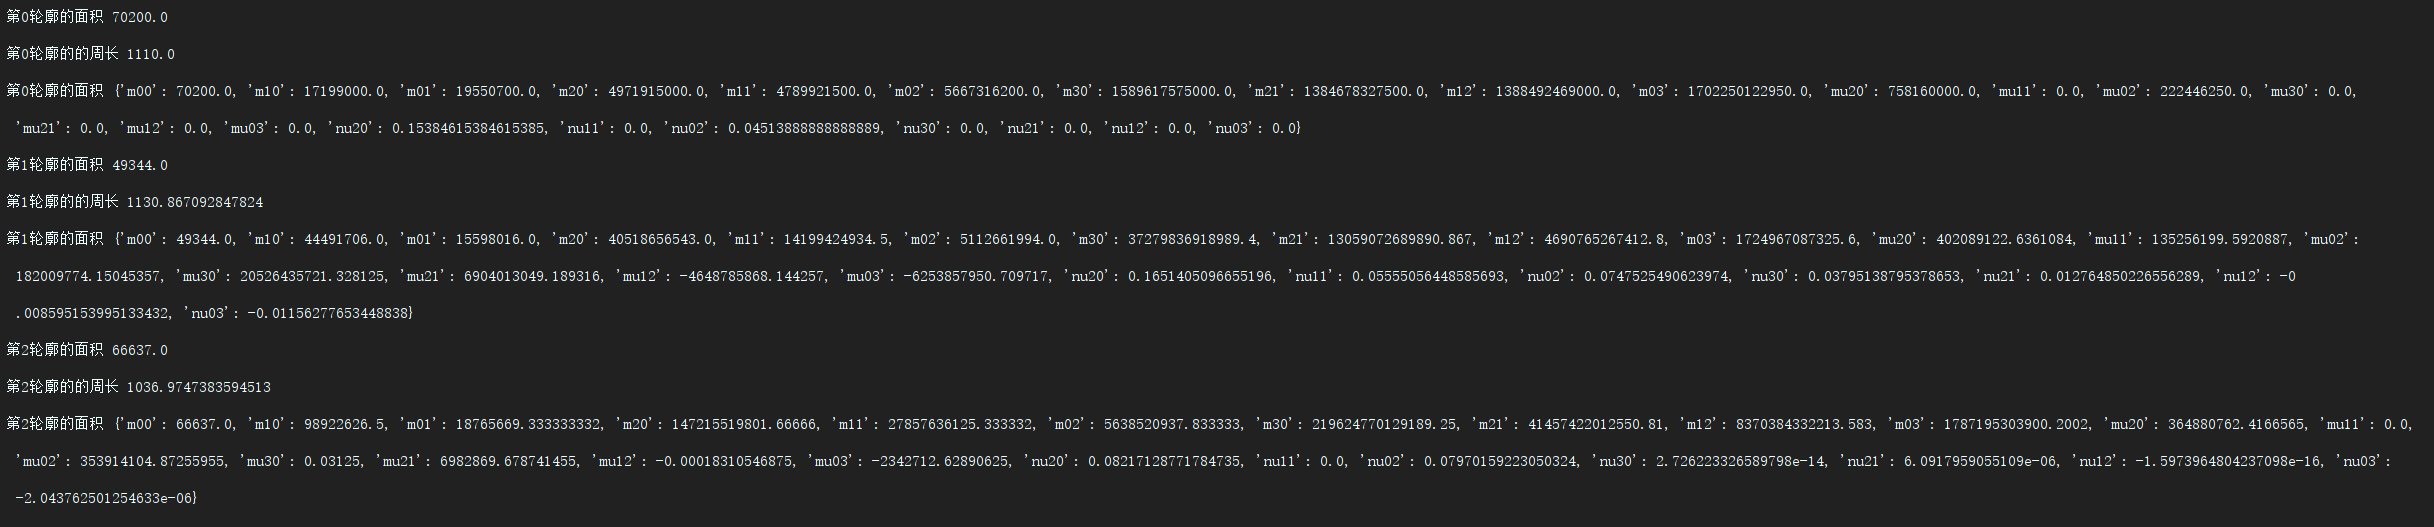 第0轮廓的面积 70200.0
第0轮廓的的周长 1110.0
第0轮廓的面积 {'m00': 70200.0, 'm10': 17199000.0, 'm01': 19550700.0, 'm20': 4971915000.0, 'm11': 4789921500.0, 'm02': 5667316200.0, 'm30': 1589617575000.0, 'm21': 1384678327500.0, 'm12': 1388492469000.0, 'm03': 1702250122950.0, 'mu20': 758160000.0, 'mu11': 0.0, 'mu02': 222446250.0, 'mu30': 0.0,
'mu21': 0.0, 'mu12': 0.0, 'mu03': 0.0, 'nu20': 0.15384615384615385, 'nu11': 0.0, 'nu02': 0.04513888888888889, 'nu30': 0.0, 'nu21': 0.0, 'nu12': 0.0, 'nu03': 0.0}
第1轮廓的面积 49344.0
第1轮廓的的周长 1130.867092847824
第1轮廓的面积 {'m00': 49344.0, 'm10': 44491706.0, 'm01': 15598016.0, 'm20': 40518656543.0, 'm11': 14199424934.5, 'm02': 5112661994.0, 'm30': 37279836918989.4, 'm21': 13059072689890.867, 'm12': 4690765267412.8, 'm03': 1724967087325.6, 'mu20': 402089122.6361084, 'mu11': 135256199.5920887, 'mu02':
182009774.15045357, 'mu30': 20526435721.328125, 'mu21': 6904013049.189316, 'mu12': -4648785868.144257, 'mu03': -6253857950.709717, 'nu20': 0.1651405096655196, 'nu11': 0.05555056448585693, 'nu02': 0.0747525490623974, 'nu30': 0.03795138795378653, 'nu21': 0.012764850226556289, 'nu12': -0
.008595153995133432, 'nu03': -0.01156277653448838}
第2轮廓的面积 66637.0
第2轮廓的的周长 1036.9747383594513
第2轮廓的面积 {'m00': 66637.0, 'm10': 98922626.5, 'm01': 18765669.333333332, 'm20': 147215519801.66666, 'm11': 27857636125.333332, 'm02': 5638520937.833333, 'm30': 219624770129189.25, 'm21': 41457422012550.81, 'm12': 8370384332213.583, 'm03': 1787195303900.2002, 'mu20': 364880762.4166565, 'mu11': 0.0,
'mu02': 353914104.87255955, 'mu30': 0.03125, 'mu21': 6982869.678741455, 'mu12': -0.00018310546875, 'mu03': -2342712.62890625, 'nu20': 0.08217128771784735, 'nu11': 0.0, 'nu02': 0.07970159223050324, 'nu30': 2.726223326589798e-14, 'nu21': 6.0917959055109e-06, 'nu12': -1.5973964804237098e-16, 'nu03':
-2.043762501254633e-06}